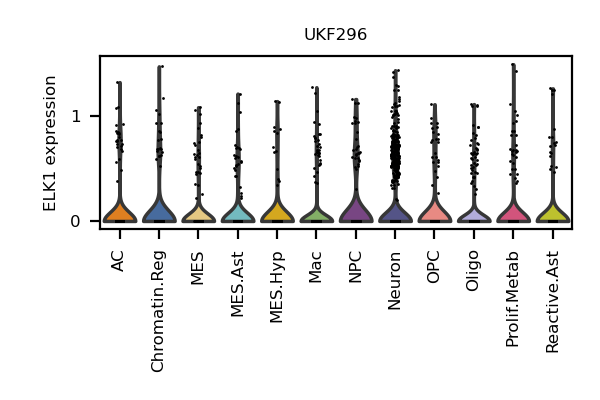 UKF296
ELK1 expression
1
0
AC
Chromatin.Reg
MES
MES.Ast
MES.Hyp
Mac
NPC
Neuron
OPC
Oligo
Prolif.Metab
Reactive.Ast